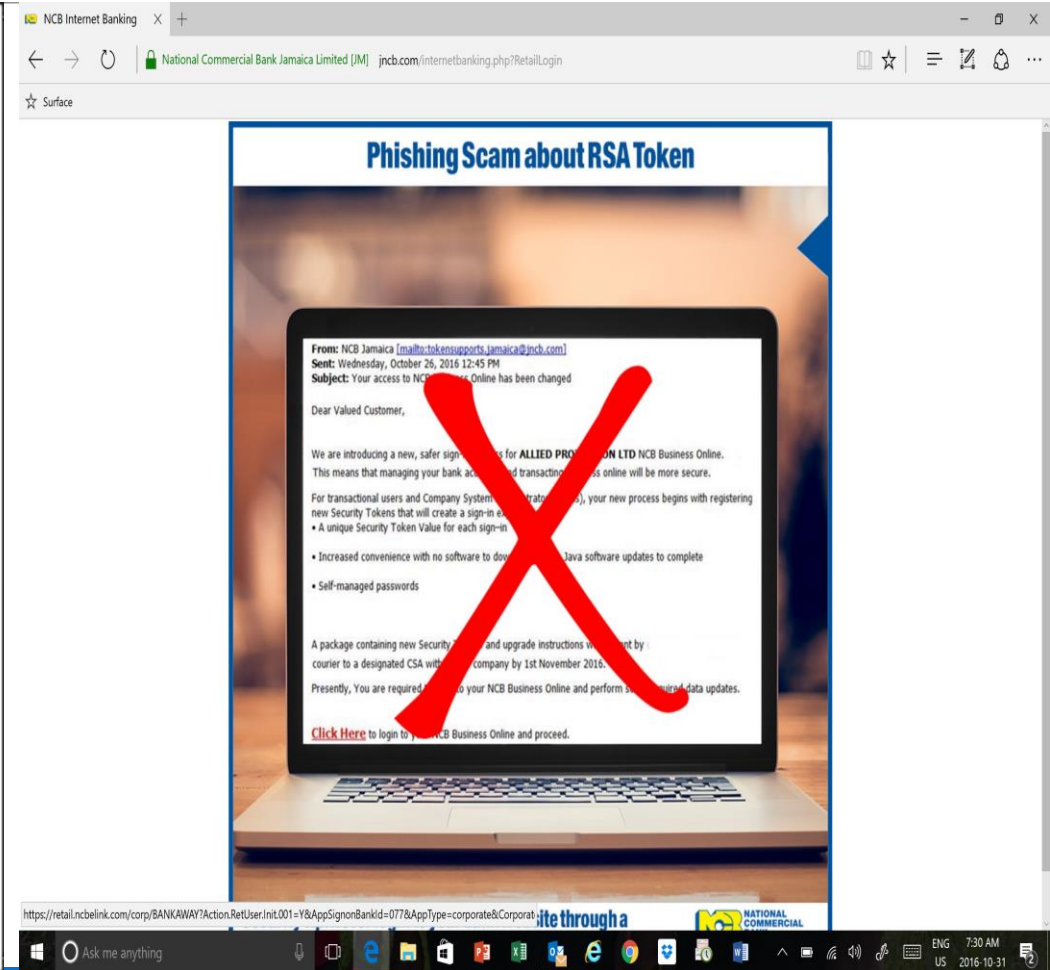 NCB Internet Banking
National Commercial Bank Jamaica Limited [JM] jncb.com/internetbanking.php?RetailLogin
Surface
Phishing Scam about RSA Token
From: NCB Jamaica [mailto:tokensupports.jamaica@jncb.com]
Sent: Wednesday, October 26, 2016 12:45 PM
Subject: Your access to NCB Online has been changed
Dear Valued Customer,
We are introducing a new, safer for ALLIED NCB Business Online.
This means that managing your bank and transacting online will be more secure.
For transactional users and Company System your new process begins with registering
new Security Tokens that will create a sign-in
• A unique Security Token Value for each sign-in
• Increased convenience with no software to Java software updates to complete
• Self-managed passwords
A package containing new Security and upgrade instructions by
courier to a designated CSA company by 1st November 2016.
Presently, You are required to your NCB Business Online and perform data updates.
Click Here to login to NCB Business Online and proceed.
https://retail.ncbelink.com/corp/BANKAWAY?Action.RetUser.Init.001=Y&AppSignonBankId=077&AppType=corporate&Corporat
site through a
NCB NATIONAL
COMMERCIAL
Ask me anything
ENG 7:30 AM
US 2016-10-31